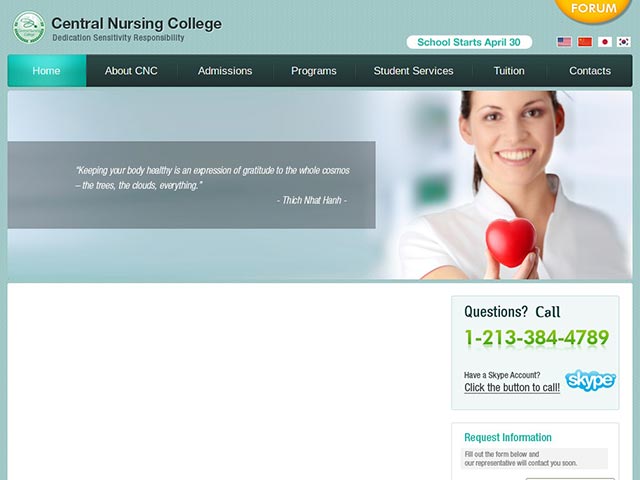 FORUM
Central Nursing College
Dedication Sensitivity Responsibility
School Starts April 30
Home About CNC Admissions Programs Student Services Tuition Contacts
"Keeping your body healthy is an expression of gratitude to the whole cosmos
– the trees, the clouds, everything."
- Thich Nhat Hanh -
Questions? Call
1-213-384-4789
Have a Skype Account?
Click the button to call!
skype
Request Information
Fill out the form below and
our representative will contact you soon.